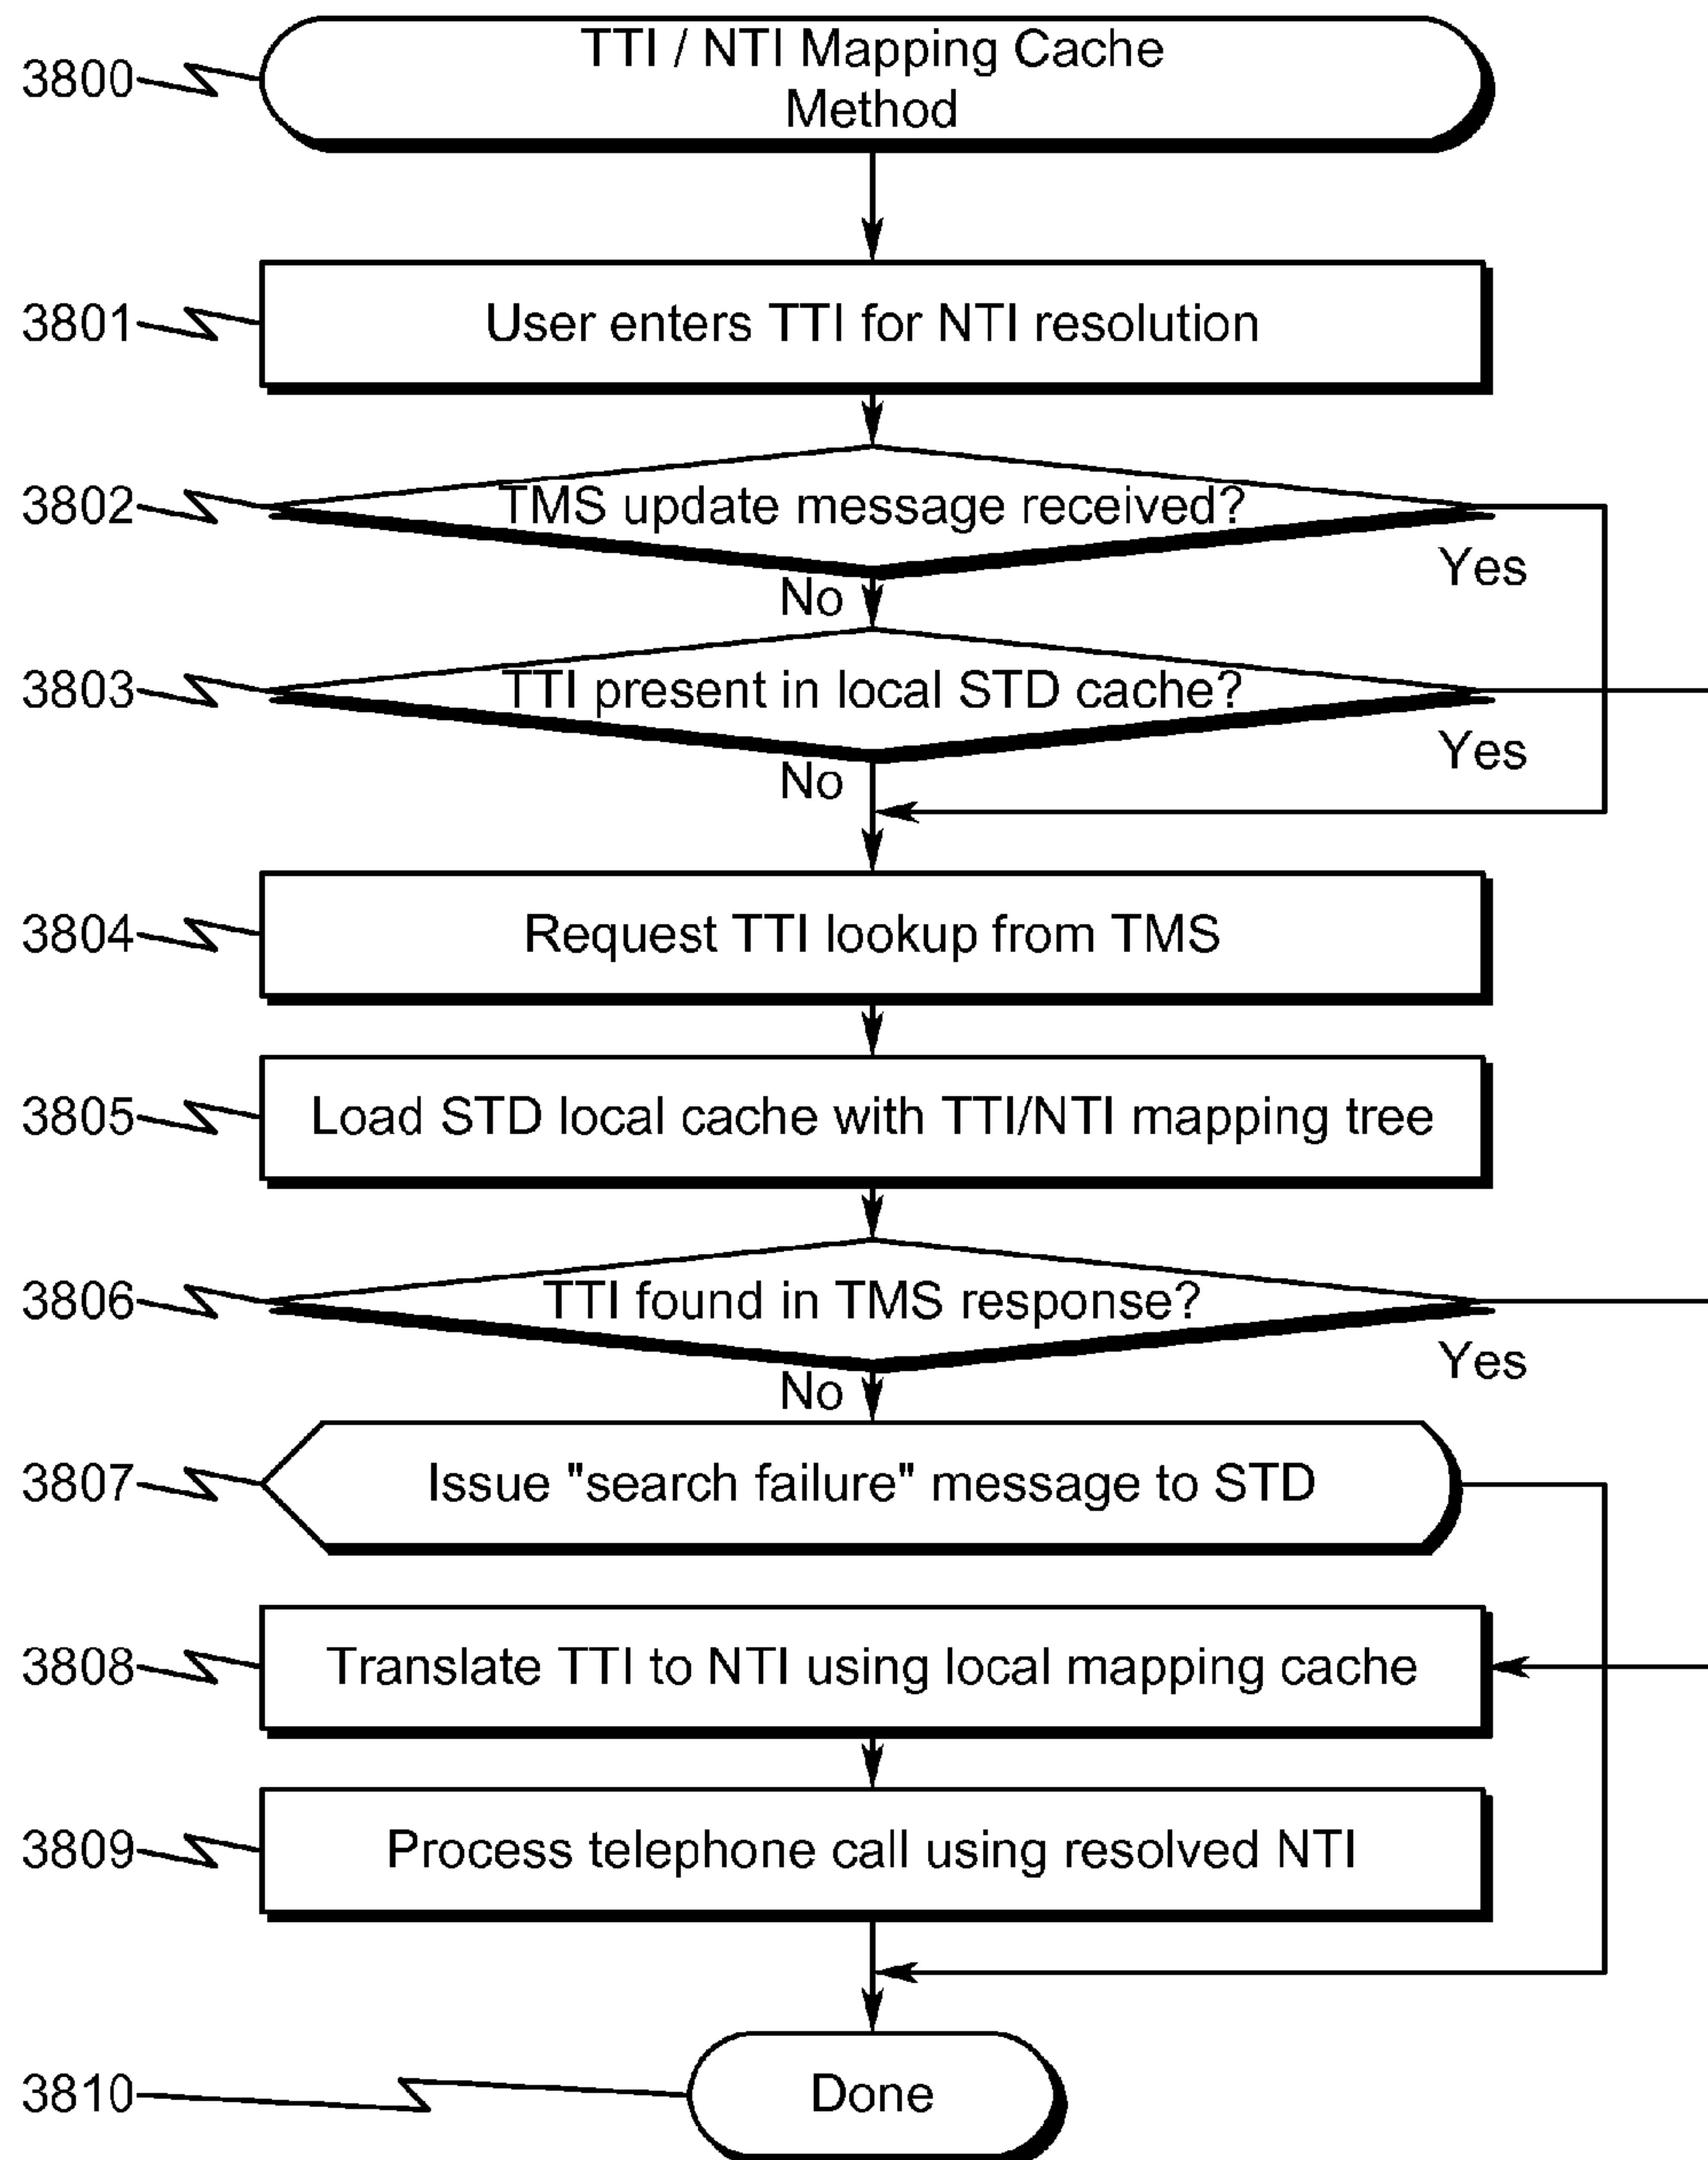 3800
TTI / NTI Mapping Cache
Method
3801
User enters TTI for NTI resolution
3802
TMS update message received?
Yes
No
3803
TTI present in local STD cache?
Yes
No
3804
Request TTI lookup from TMS
3805
Load STD local cache with TTI/NTI mapping tree
3806
TTI found in TMS response?
Yes
No
3807
Issue "search failure" message to STD
3808
Translate TTI to NTI using local mapping cache
3809
Process telephone call using resolved NTI
3810
Done